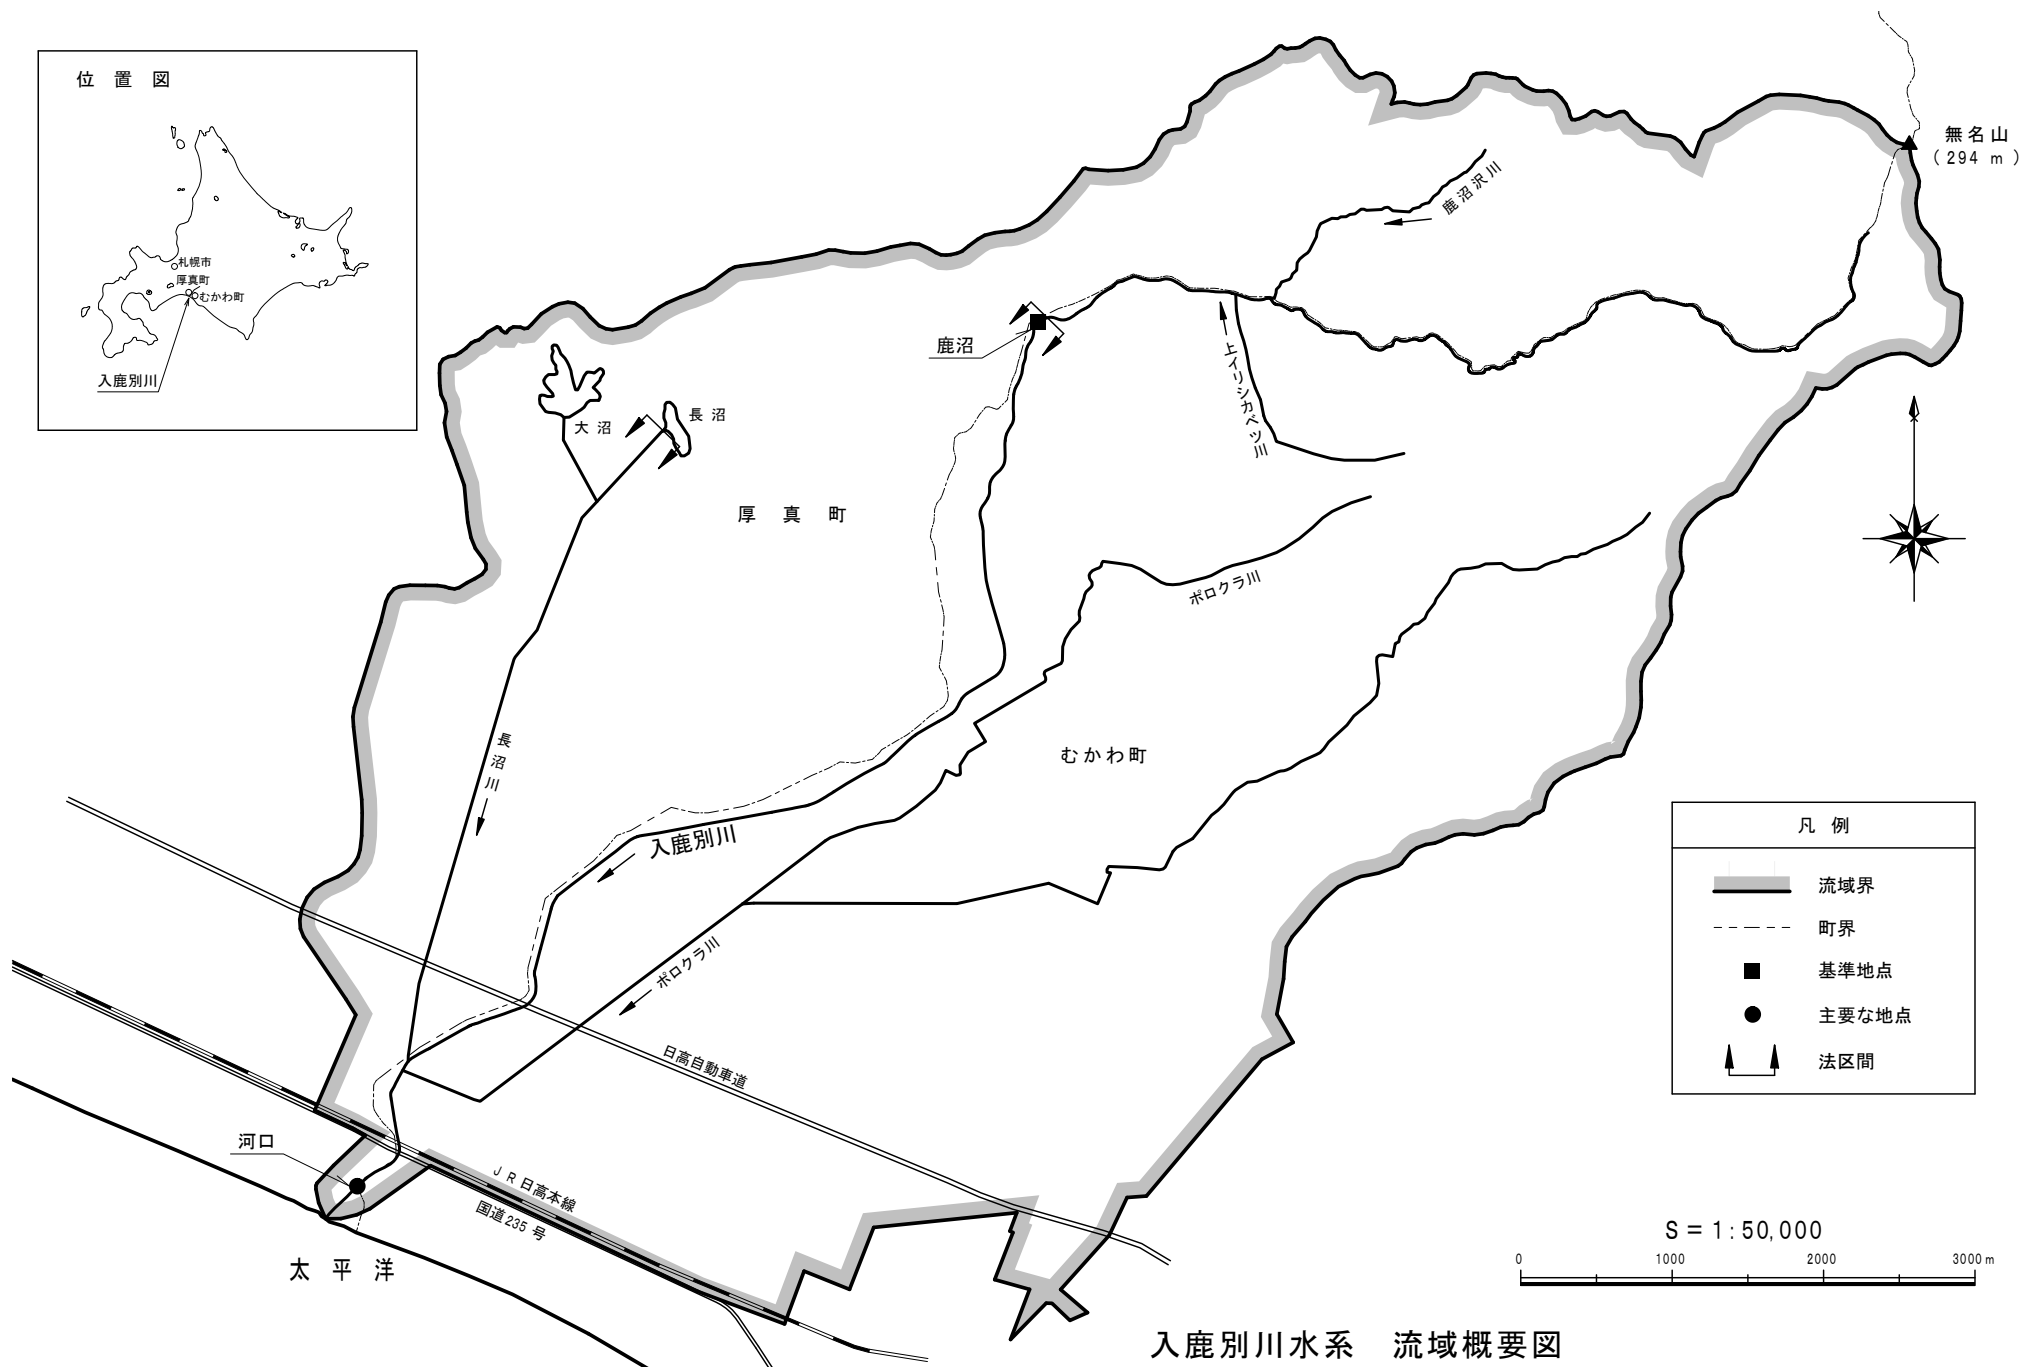 位 置 図
札幌市
厚真町
むかわ町
入鹿別川
無名山
(294 m)
鹿沼沢川
鹿沼
上イリシカベツ川
大 沼
長 沼
厚 真 町
ポロクラ川
長沼川
むかわ町
入鹿別川
ポロクラ川
日高自動車道
河口
JR日高本線
国道235号
太 平 洋
凡 例
流域界
町界
基準地点
主要な地点
法区間
S = 1:50,000
0 1000 2000 3000 m
入鹿別川水系 流域概要図